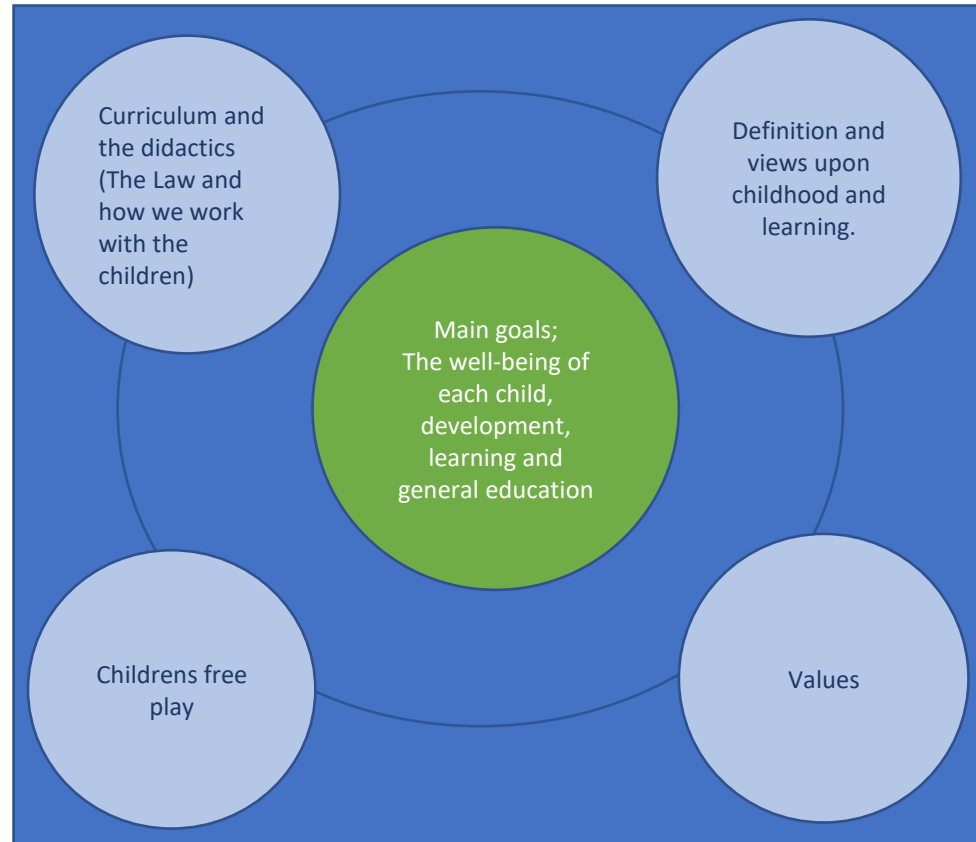 Curriculum and
the didactics
(The Law and
how we work
with the
children)
Definition and
views upon
childhood and
learning.
Main goals;
The well-being of
each child,
development,
learning and
general education
Childrens free
play
Values